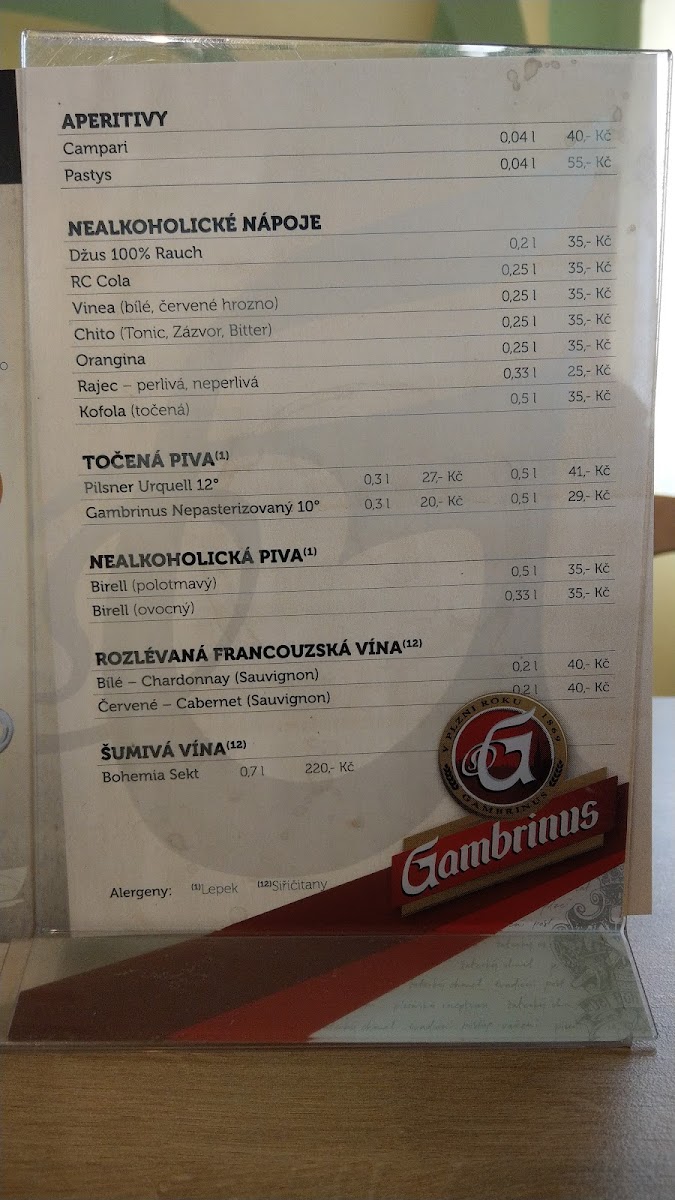 APERITIVY
Campari 0,04 l 40,- Kč
Pastys 0,04 l 55,- Kč
NEALKOHOLICKÉ NÁPOJE
Džus 100% Rauch 0,2 l 35,- Kč
RC Cola 0,25 l 35,- Kč
Vinea (bílé, červené hrozno) 0,25 l 35,- Kč
Chito (Tonic, Zázvor, Bitter) 0,25 l 35,- Kč
Orangina 0,25 l 35,- Kč
Rajec – perlivá, neperlivá 0,33 l 25,- Kč
Kofola (točená) 0,5 l 35,- Kč
TOČENÁ PIVA(1)
Pilsner Urquell 12° 0,3 l 27,- Kč 0,5 l 41,- Kč
Gambrinus Nepasterizovaný 10° 0,3 l 20,- Kč 0,5 l 29,- Kč
NEALKOHOLICKÁ PIVA(1)
Birell (polotmavý) 0,5 l 35,- Kč
Birell (ovocný) 0,33 l 35,- Kč
ROZLÉVANÁ FRANCOUZSKÁ VÍNA(12)
Bílé – Chardonnay (Sauvignon) 0,2 l 40,- Kč
Červené – Cabernet (Sauvignon) 0,2 l 40,- Kč
ŠUMIVÁ VÍNA(12)
Bohemia Sekt 0,7 l 220,- Kč
V PLZNI ROKU 1869
G
GAMBRINUS
Gambrinus
Alergeny: (1)Lepek (12)Siřičitany